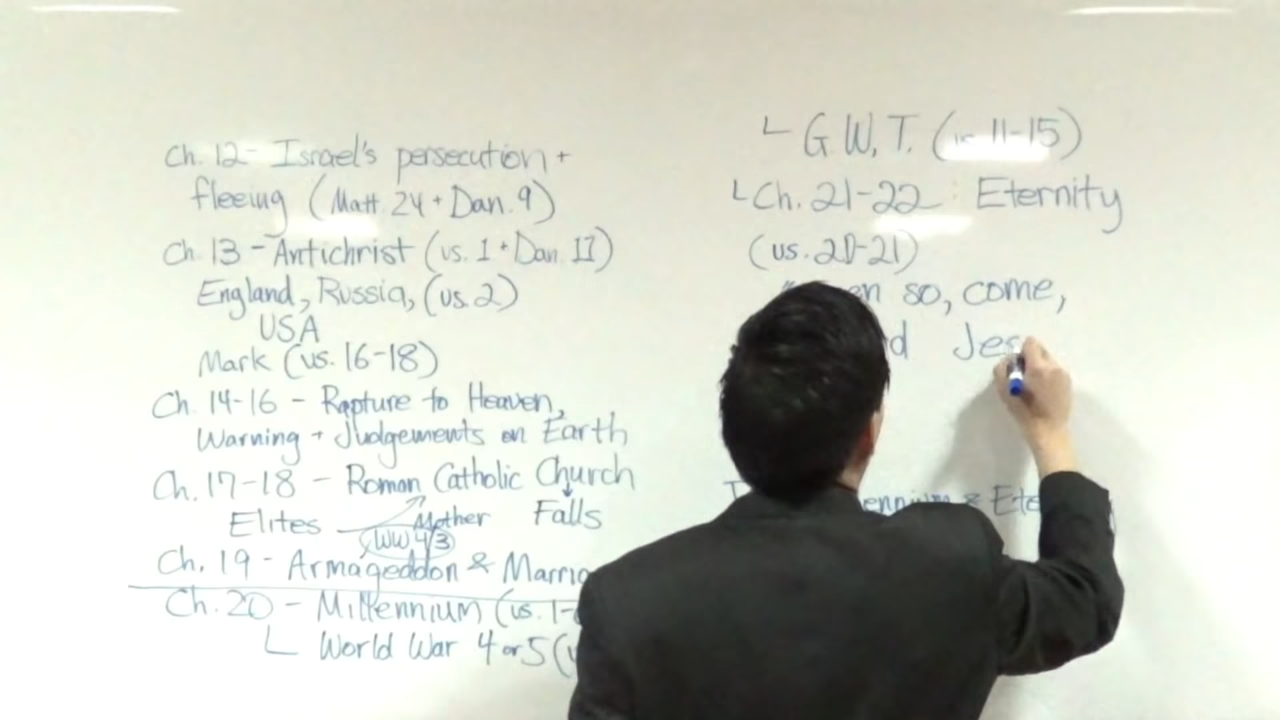 Ch. 12- Israel's persecution +
fleeing (Matt. 24 + Dan. 9)
Ch. 13 - Antichrist (vs. 1 + Dan. 11)
England, Russia, (vs. 2)
USA
Mark (vs. 16-18)
Ch. 14-16 - Rapture to Heaven,
Warning + Judgements on Earth
Ch. 17-18 - Roman Catholic Church
Elites Mother Falls
WW 4/3
Ch. 19 - Armageddon & Marria
Ch. 20 - Millennium (vs. 1-
World War 4 or 5 (v
G.W.T. (vs. 11-15)
Ch. 21-22: Eternity
(vs. 20-21)
so, come,
Jes
ennium & Ete